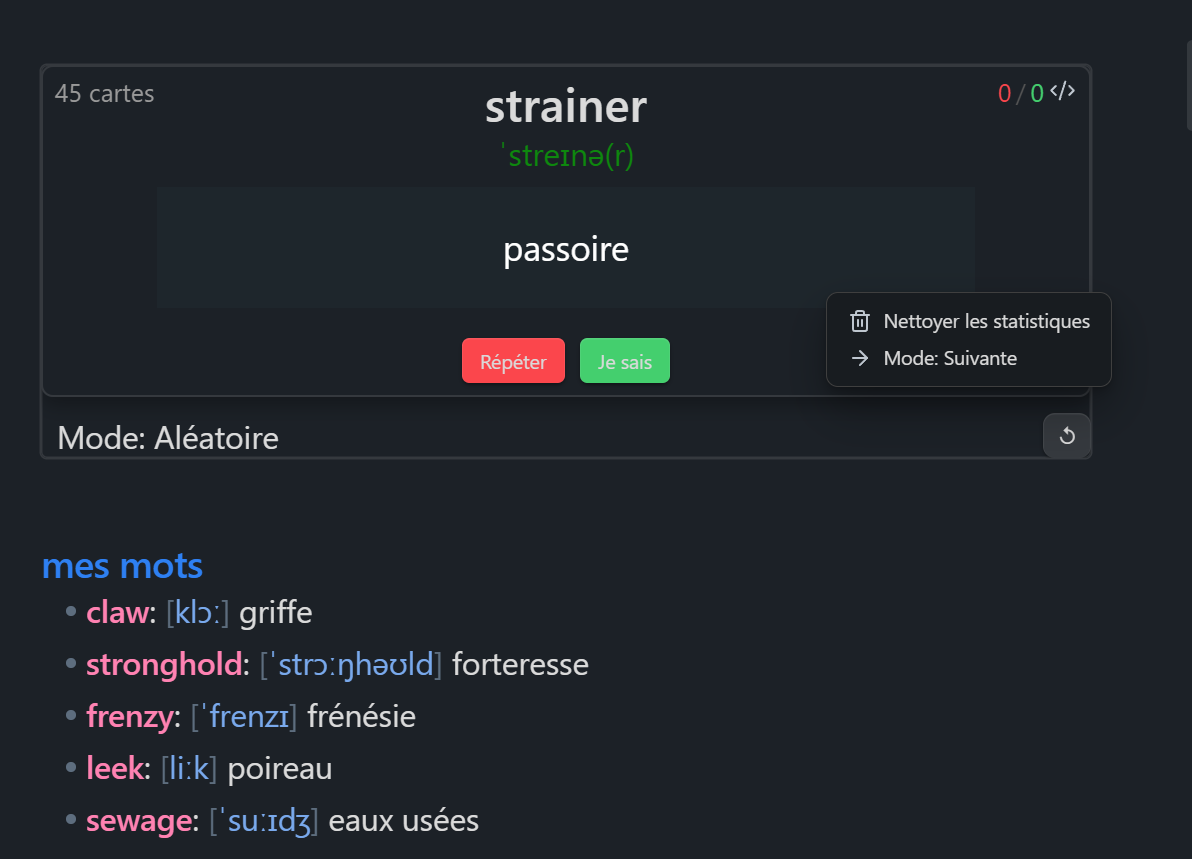 45 cartes
strainer
0 / 0 </>
ˈstreɪnə(r)
passoire
Nettoyer les statistiques
Mode: Suivante
Répéter
Je sais
Mode: Aléatoire
mes mots
claw: [klɔː] griffe
stronghold: [ˈstrɔːŋhəʊld] forteresse
frenzy: [ˈfrenzɪ] frénésie
leek: [liːk] poireau
sewage: [ˈsuːɪdʒ] eaux usées